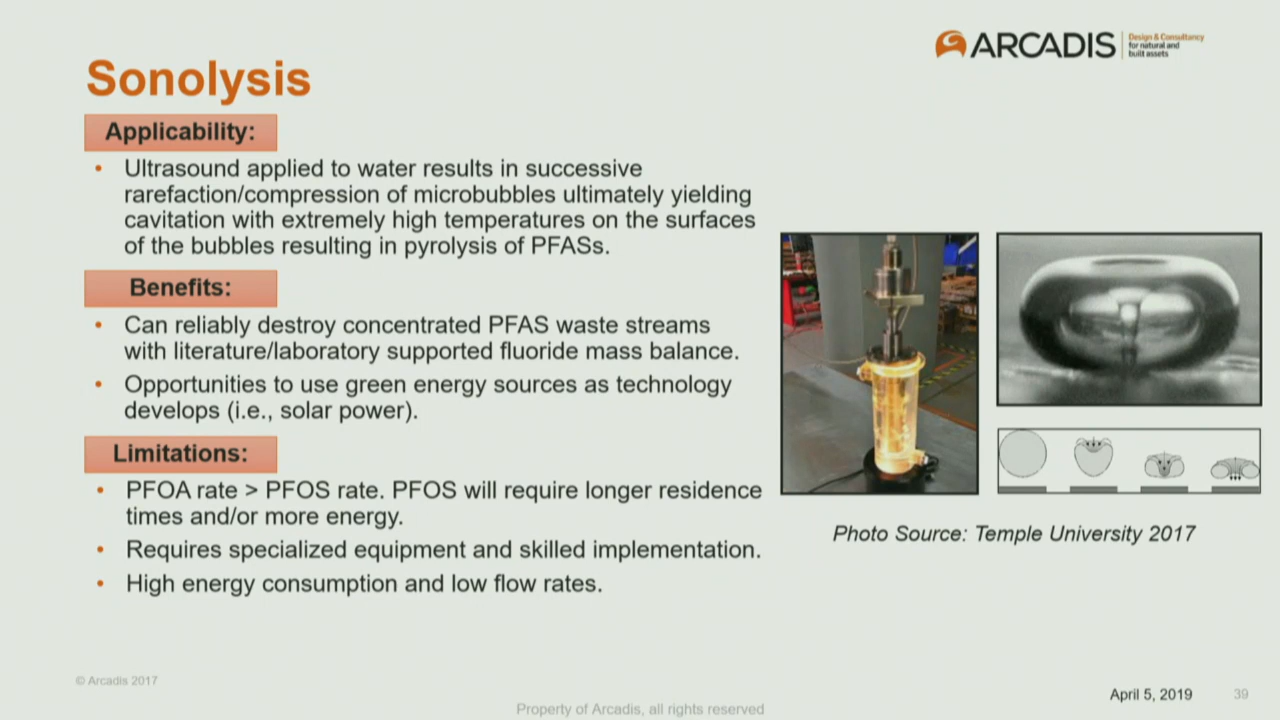 ARCADIS
Design & Consultancy
for natural and
built assets
Sonolysis
Applicability:
• Ultrasound applied to water results in successive
rarefaction/compression of microbubbles ultimately yielding
cavitation with extremely high temperatures on the surfaces
of the bubbles resulting in pyrolysis of PFASs.
Benefits:
• Can reliably destroy concentrated PFAS waste streams
with literature/laboratory supported fluoride mass balance.
• Opportunities to use green energy sources as technology
develops (i.e., solar power).
Limitations:
• PFOA rate > PFOS rate. PFOS will require longer residence
times and/or more energy.
• Requires specialized equipment and skilled implementation.
• High energy consumption and low flow rates.
Photo Source: Temple University 2017
© Arcadis 2017
Property of Arcadis, all rights reserved
April 5, 2019
39